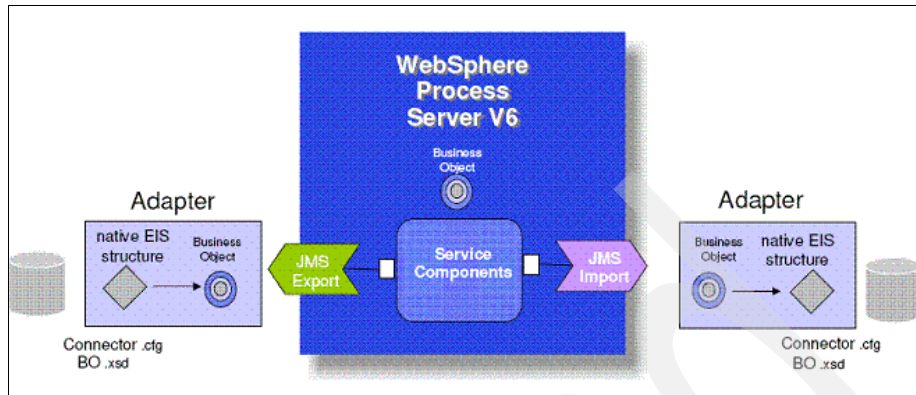 WebSphere
Process
Server V6
Business
Object
Adapter
native EIS
structure
Business
Object
Connector .cfg
BO .xsd
JMS
Export
Service
Components
JMS
Import
Adapter
Business
Object
native EIS
structure
Connector .cfg
BO .xsd